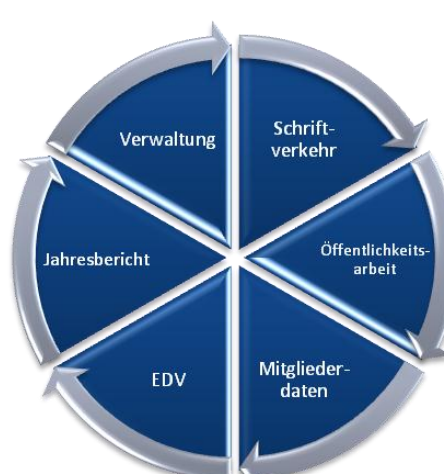 Verwaltung
Schrift-
verkehr
Öffentlichkeits-
arbeit
Mitglieder-
daten
EDV
Jahresbericht